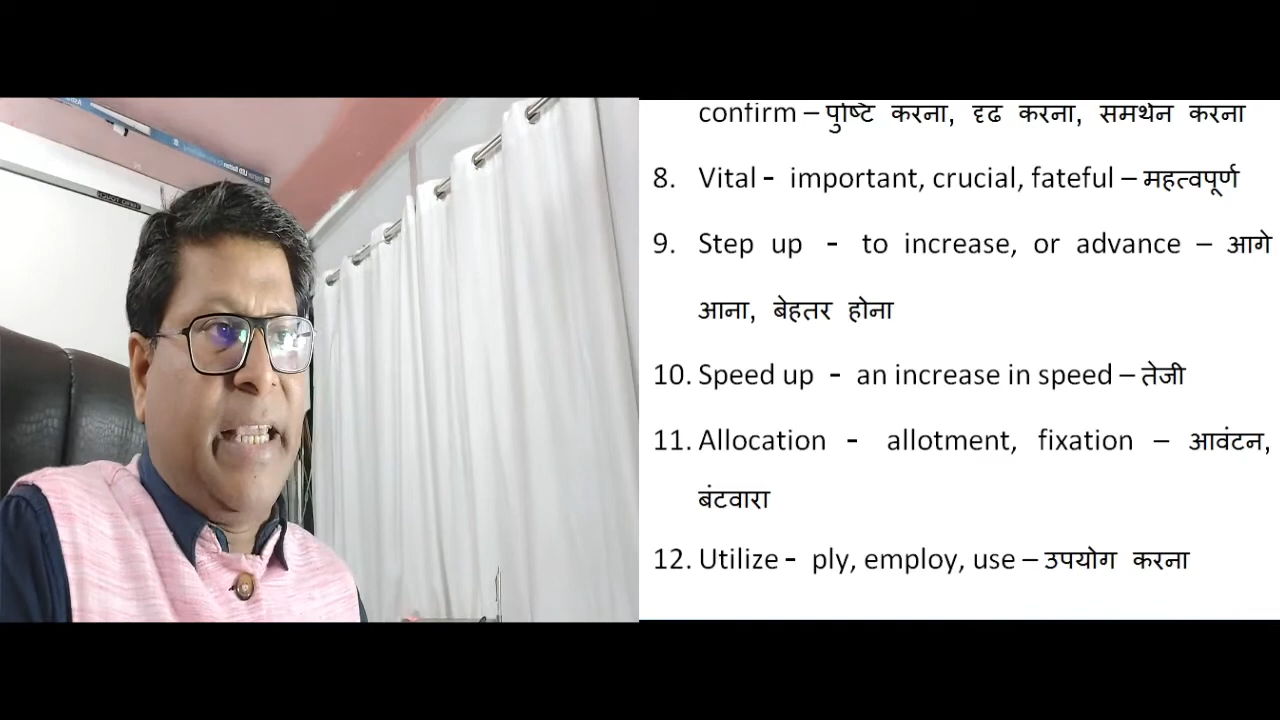 confirm – पुष्टि करना, दृढ करना, समर्थन करना
8. Vital - important, crucial, fateful – महत्वपूर्ण
9. Step up - to increase, or advance – आगे
आना, बेहतर होना
10. Speed up - an increase in speed – तेजी
11. Allocation - allotment, fixation – आवंटन,
बंटवारा
12. Utilize - ply, employ, use – उपयोग करना